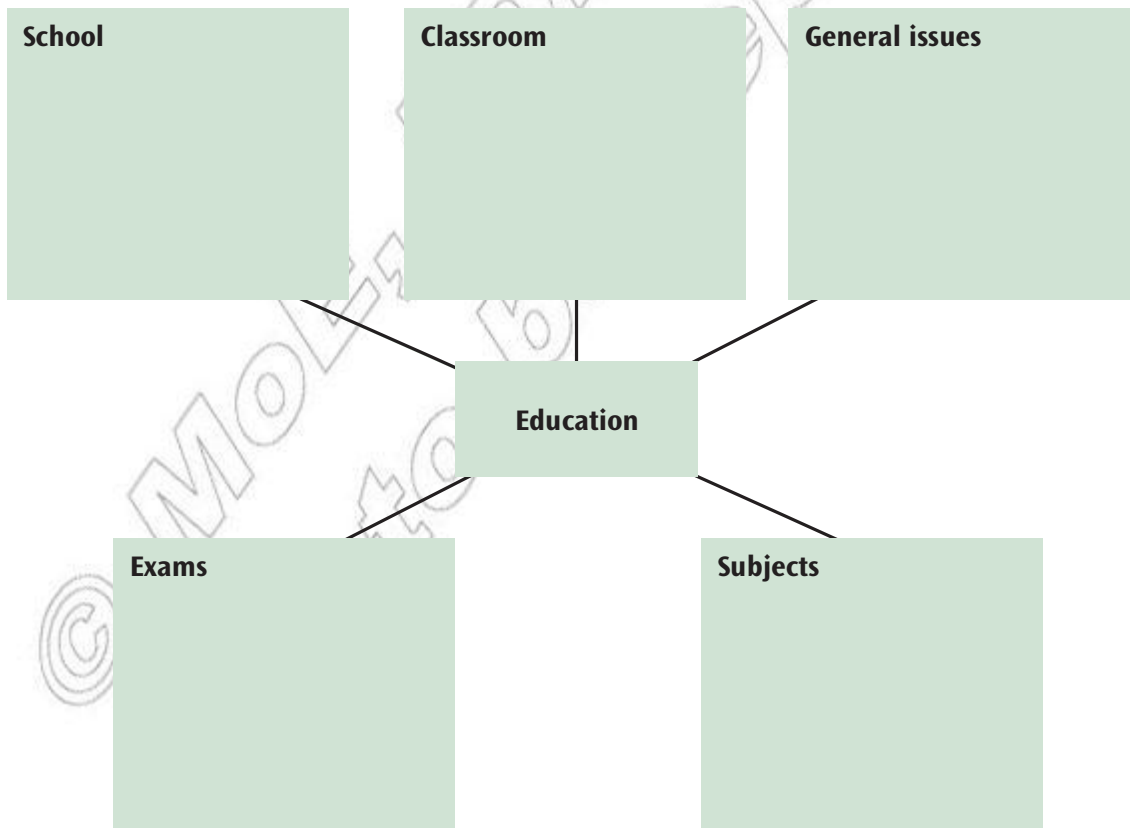 School
Classroom
General issues
Education
Exams
Subjects